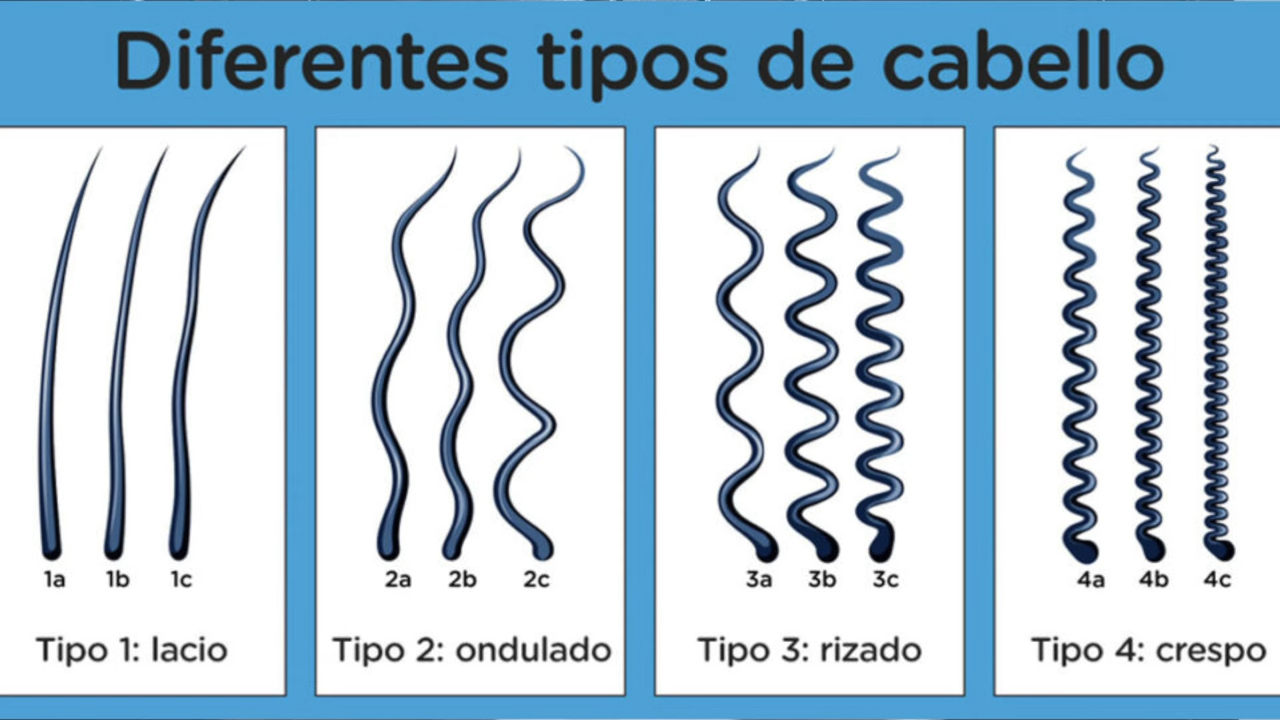 Diferentes tipos de cabello
1a 1b 1c
Tipo 1: lacio
2a 2b 2c
Tipo 2: ondulado
3a 3b 3c
Tipo 3: rizado
4a 4b 4c
Tipo 4: crespo